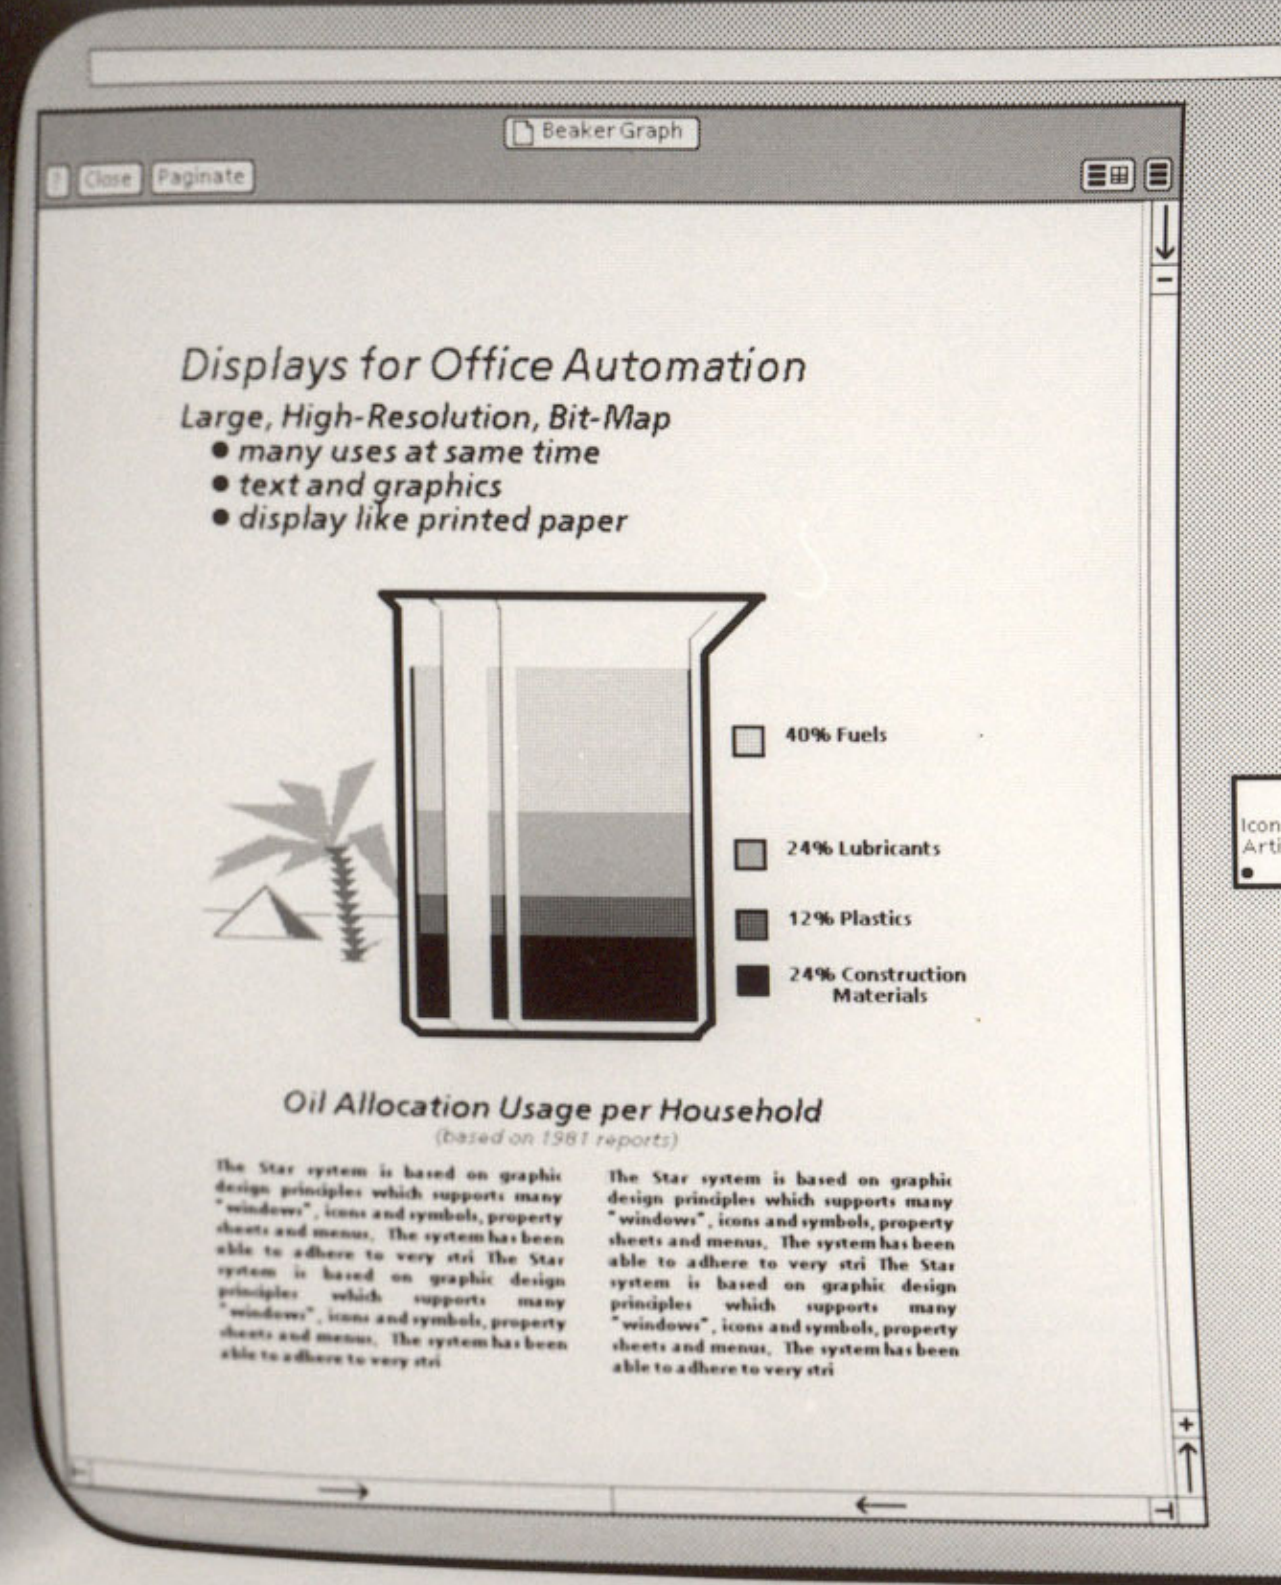 Beaker Graph
? Close Paginate
Displays for Office Automation
Large, High-Resolution, Bit-Map
● many uses at same time
● text and graphics
● display like printed paper
40% Fuels
24% Lubricants
12% Plastics
24% Construction
Materials
Icon
Arti
●
Oil Allocation Usage per Household
(based on 1981 reports)
The Star system is based on graphic
design principles which supports many
"windows", icons and symbols, property
sheets and menus. The system has been
able to adhere to very stri The Star
system is based on graphic design
principles which supports many
"windows", icons and symbols, property
sheets and menus. The system has been
able to adhere to very stri
The Star system is based on graphic
design principles which supports many
"windows", icons and symbols, property
sheets and menus. The system has been
able to adhere to very stri The Star
system is based on graphic design
principles which supports many
"windows", icons and symbols, property
sheets and menus. The system has been
able to adhere to very stri